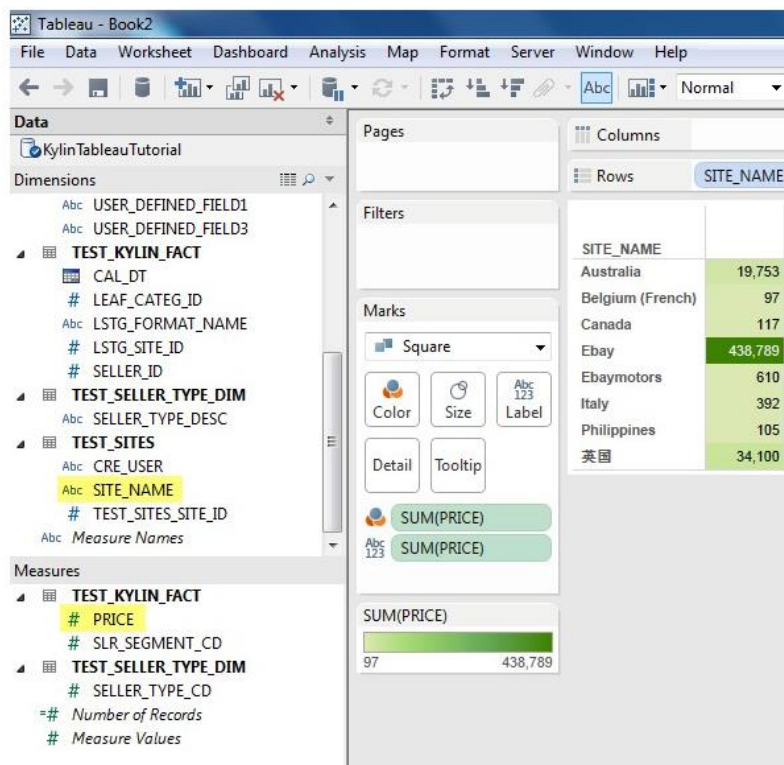 Tableau - Book2
File Data Worksheet Dashboard Analysis Map Format Server Window Help
Abc Normal
Data
KylinTableauTutorial
Dimensions
Abc USER_DEFINED_FIELD1
Abc USER_DEFINED_FIELD3
TEST_KYLIN_FACT
CAL_DT
# LEAF_CATEG_ID
Abc LSTG_FORMAT_NAME
# LSTG_SITE_ID
# SELLER_ID
TEST_SELLER_TYPE_DIM
Abc SELLER_TYPE_DESC
TEST_SITES
Abc CRE_USER
Abc SITE_NAME
# TEST_SITES_SITE_ID
Abc Measure Names
Measures
TEST_KYLIN_FACT
# PRICE
# SLR_SEGMENT_CD
TEST_SELLER_TYPE_DIM
# SELLER_TYPE_CD
=# Number of Records
# Measure Values
Pages
Filters
Marks
Square
Color Size Abc 123 Label
Detail Tooltip
SUM(PRICE)
Abc 123 SUM(PRICE)
SUM(PRICE)
97 438,789
Columns
Rows SITE_NAME
SITE_NAME
Australia 19,753
Belgium (French) 97
Canada 117
Ebay 438,789
Ebaymotors 610
Italy 392
Philippines 105
英国 34,100